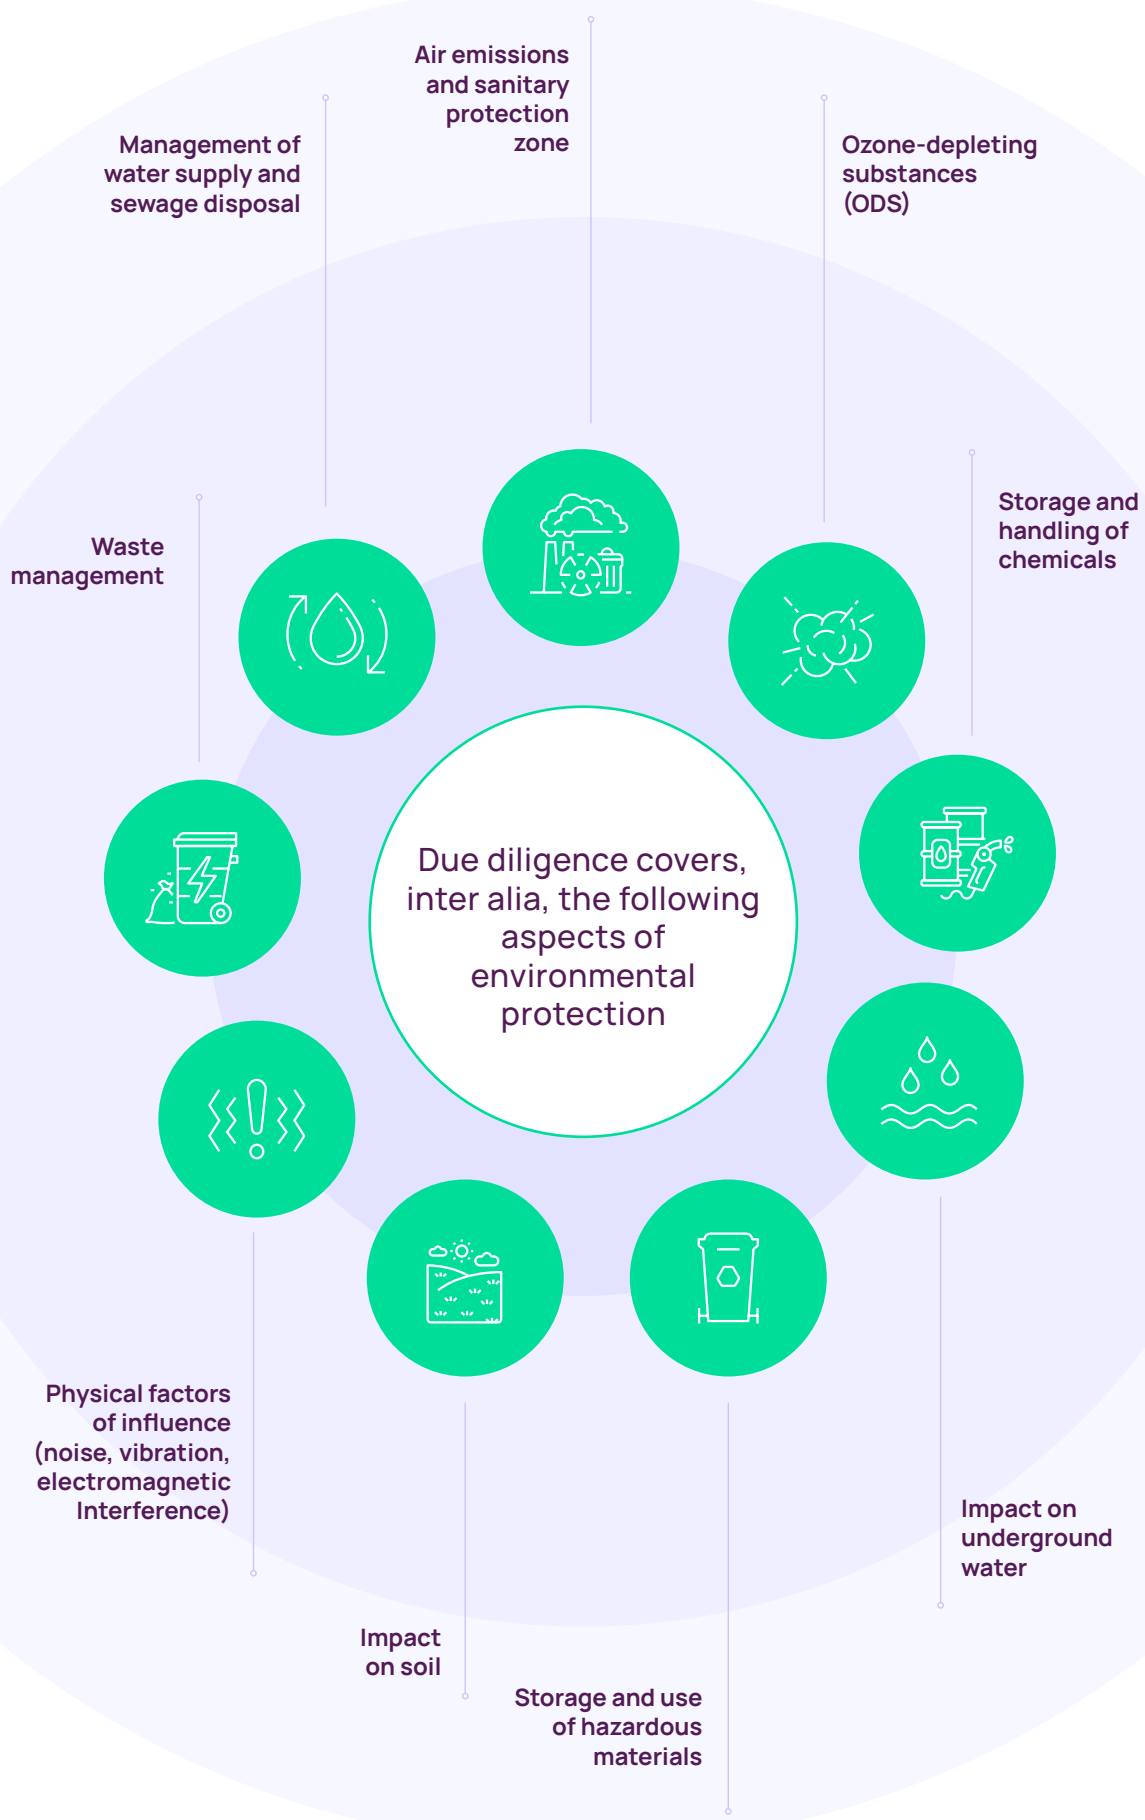 Air emissions
and sanitary
protection
zone
Management of
water supply and
sewage disposal
Ozone-depleting
substances
(ODS)
Storage and
handling of
chemicals
Waste
management
Due diligence covers,
inter alia, the following
aspects of
environmental
protection
Physical factors
of influence
(noise, vibration,
electromagnetic
Interference)
Impact on
underground
water
Impact
on soil
Storage and use
of hazardous
materials